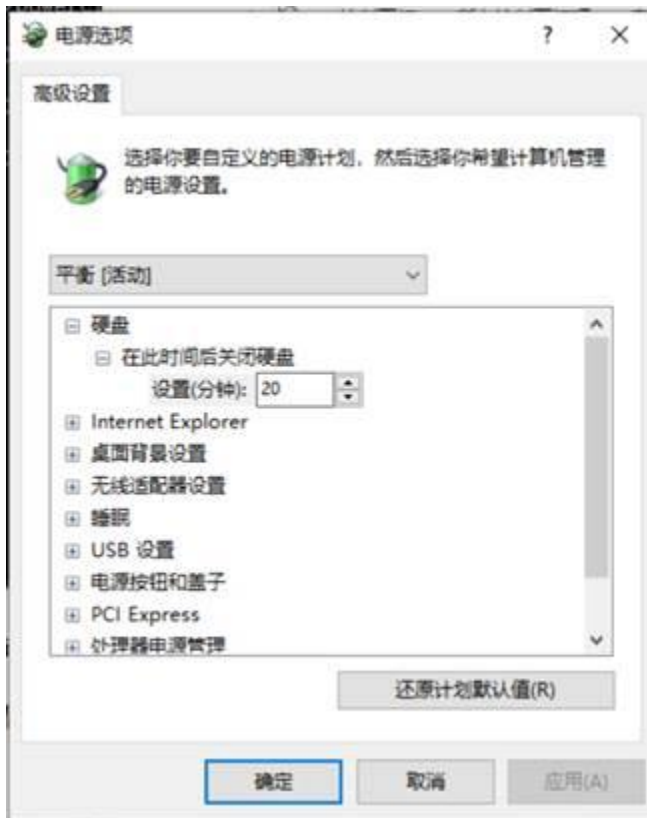 电源选项
高级设置
选择你要自定义的电源计划，然后选择你希望计算机管理
的电源设置。
平衡 [活动]
硬盘
在此时间后关闭硬盘
设置(分钟): 20
Internet Explorer
桌面背景设置
无线适配器设置
睡眠
USB 设置
电源按钮和盖子
PCI Express
处理器电源管理
还原计划默认值(R)
确定 取消 应用(A)